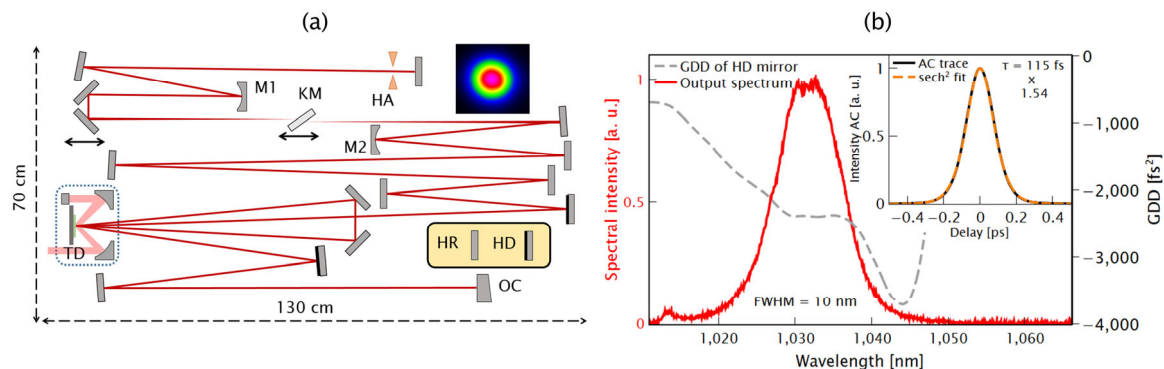 (a)
70 cm
130 cm
M1
KM
HA
M2
TD
HR
HD
OC
(b)
GDD of HD mirror
Output spectrum
Spectral intensity [a. u.]
1
0.5
0
FWHM = 10 nm
1,020
1,030
1,040
1,050
1,060
Wavelength [nm]
AC trace
sech² fit
τ = 115 fs
×
1.54
Intensity AC [a. u.]
1
0.5
0
−0.4
−0.2
0
0.2
0.4
Delay [ps]
0
−1,000
−2,000
−3,000
−4,000
GDD [fs²]